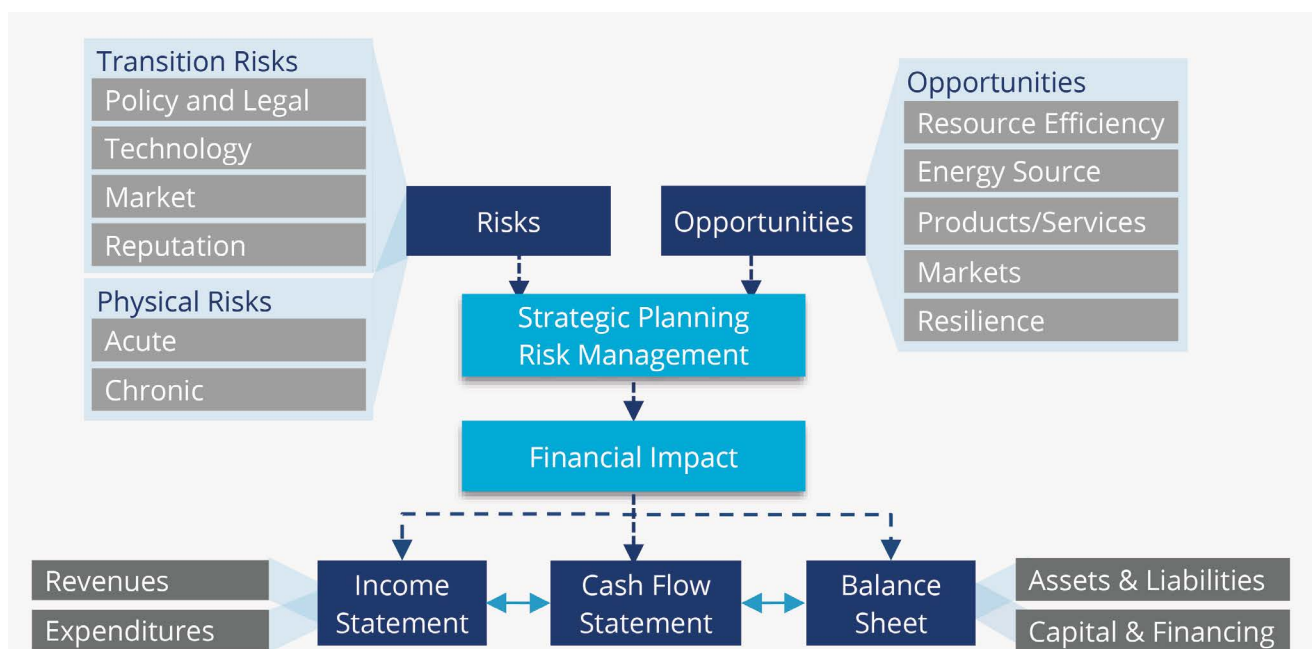 Transition Risks
Policy and Legal
Technology
Market
Reputation
Physical Risks
Acute
Chronic
Risks
Opportunities
Opportunities
Resource Efficiency
Energy Source
Products/Services
Markets
Resilience
Strategic Planning
Risk Management
Financial Impact
Revenues
Expenditures
Income
Statement
Cash Flow
Statement
Balance
Sheet
Assets & Liabilities
Capital & Financing